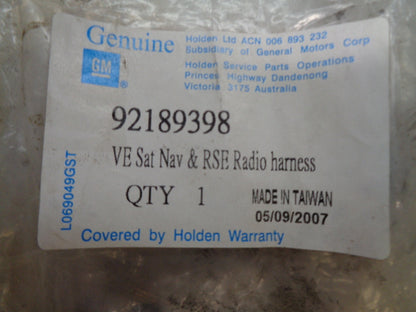 Genuine
Holden Ltd ACN 006 893 232
Subsidiary of General Motors Corp
GM
®
Holden Service Parts Operations
Princes Highway Dandenong
Victoria 3175 Australia
92189398
VE Sat Nav & RSE Radio harness
QTY 1
MADE IN TAIWAN
05/09/2007
L069049GST
Covered by Holden Warranty